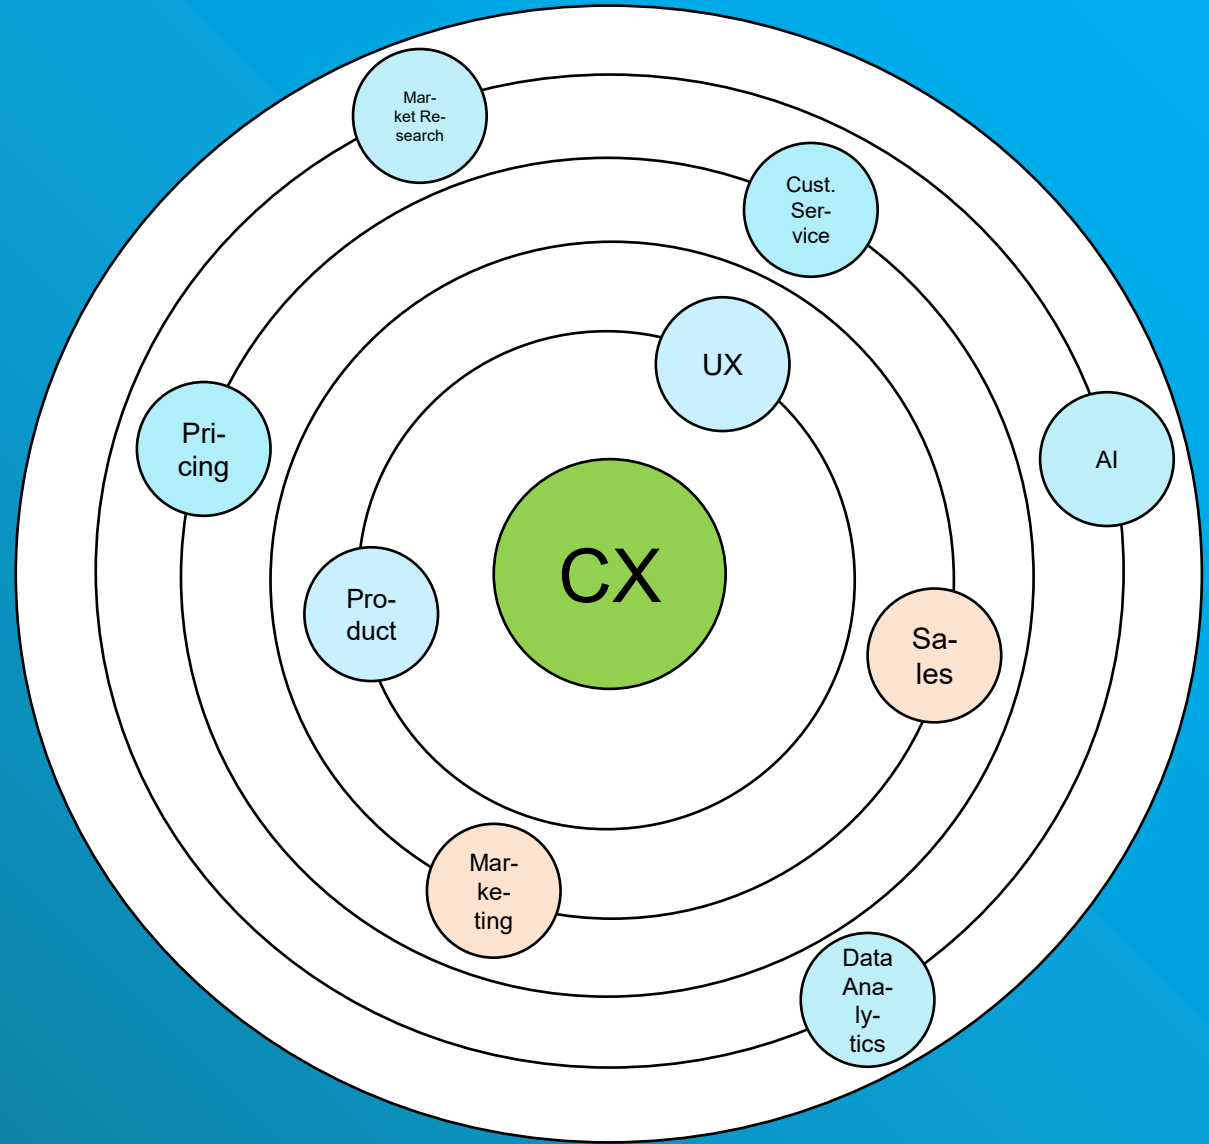 Mar-
ket Re-
search
Cust.
Ser-
vice
UX
Pri-
cing
AI
CX
Pro-
duct
Sa-
les
Mar-
ke-
ting
Data
Ana-
ly-
tics